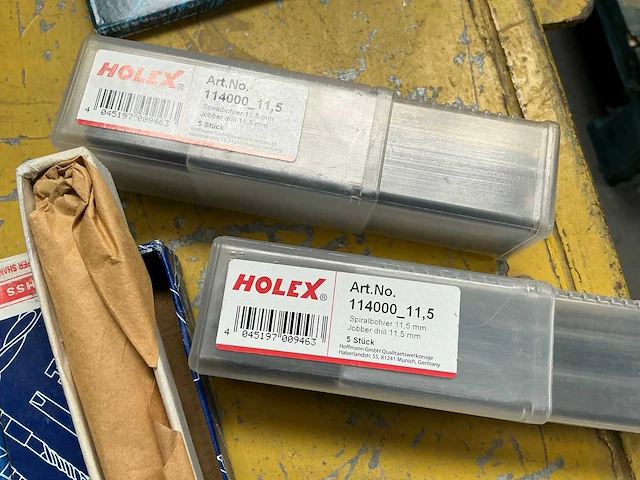 HOLEX®
Art.No.
114000_11,5
Spiralbohrer 11,5 mm
Jobber drill 11,5 mm
5 Stück
4 045197 009463
HOLEX®
Art.No.
114000_11,5
Spiralbohrer 11,5 mm
Jobber drill 11,5 mm
5 Stück
Hoffmann GmbH Qualitaetswerkzeuge
Haberlandstr. 55, 81241 Munich, Germany
4 045197 009463
HSS